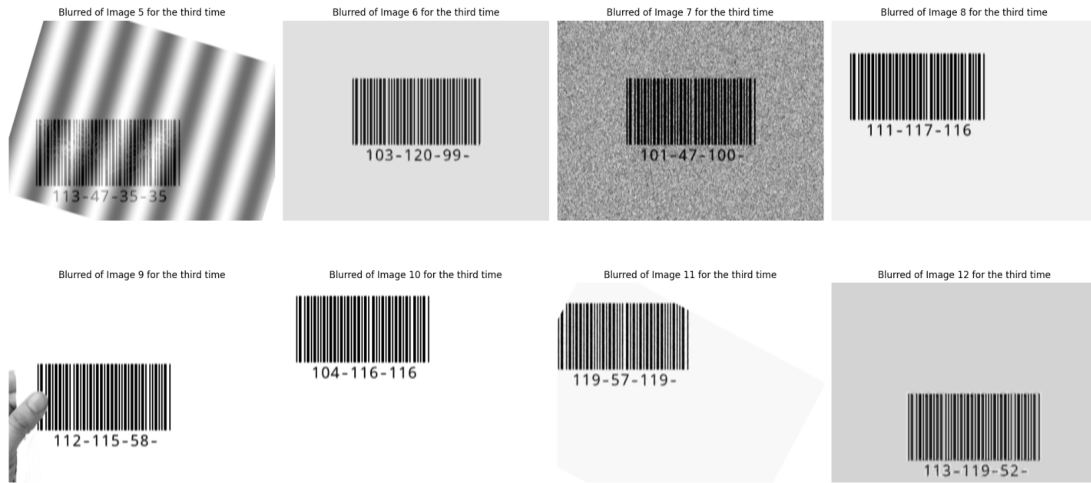 Blurred of Image 5 for the third time
113-47-35-35
Blurred of Image 6 for the third time
103-120-99-
Blurred of Image 7 for the third time
101-47-100-
Blurred of Image 8 for the third time
111-117-116
Blurred of Image 9 for the third time
112-115-58-
Blurred of Image 10 for the third time
104-116-116
Blurred of Image 11 for the third time
119-57-119-
Blurred of Image 12 for the third time
113-119-52-